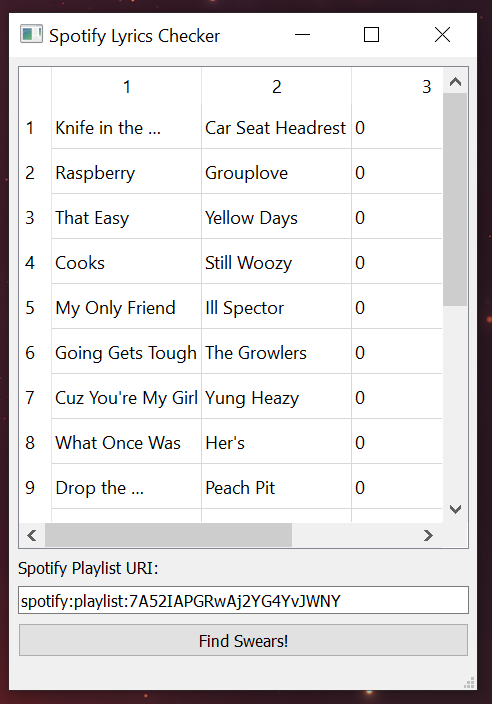 Spotify Lyrics Checker
1 2 3
1 Knife in the ... Car Seat Headrest 0
2 Raspberry Grouplove 0
3 That Easy Yellow Days 0
4 Cooks Still Woozy 0
5 My Only Friend Ill Spector 0
6 Going Gets Tough The Growlers 0
7 Cuz You're My Girl Yung Heazy 0
8 What Once Was Her's 0
9 Drop the ... Peach Pit 0
Spotify Playlist URI:
spotify:playlist:7A52IAPGRwAj2YG4YvJWNY
Find Swears!